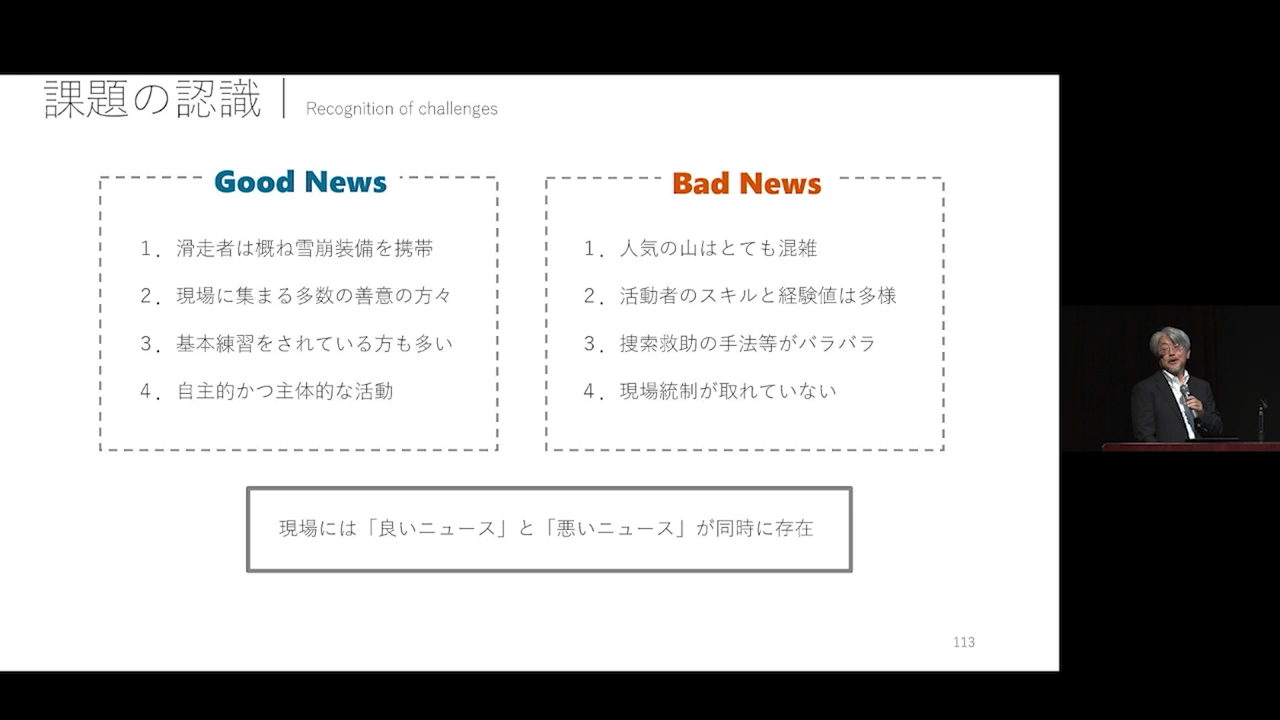 課題の認識 | Recognition of challenges
Good News
1. 滑走者は概ね雪崩装備を携帯
2. 現場に集まる多数の善意の方々
3. 基本練習をされている方も多い
4. 自主的かつ主体的な活動
Bad News
1. 人気の山はとても混雑
2. 活動者のスキルと経験値は多様
3. 捜索救助の手法等がバラバラ
4. 現場統制が取れていない
現場には「良いニュース」と「悪いニュース」が同時に存在
113